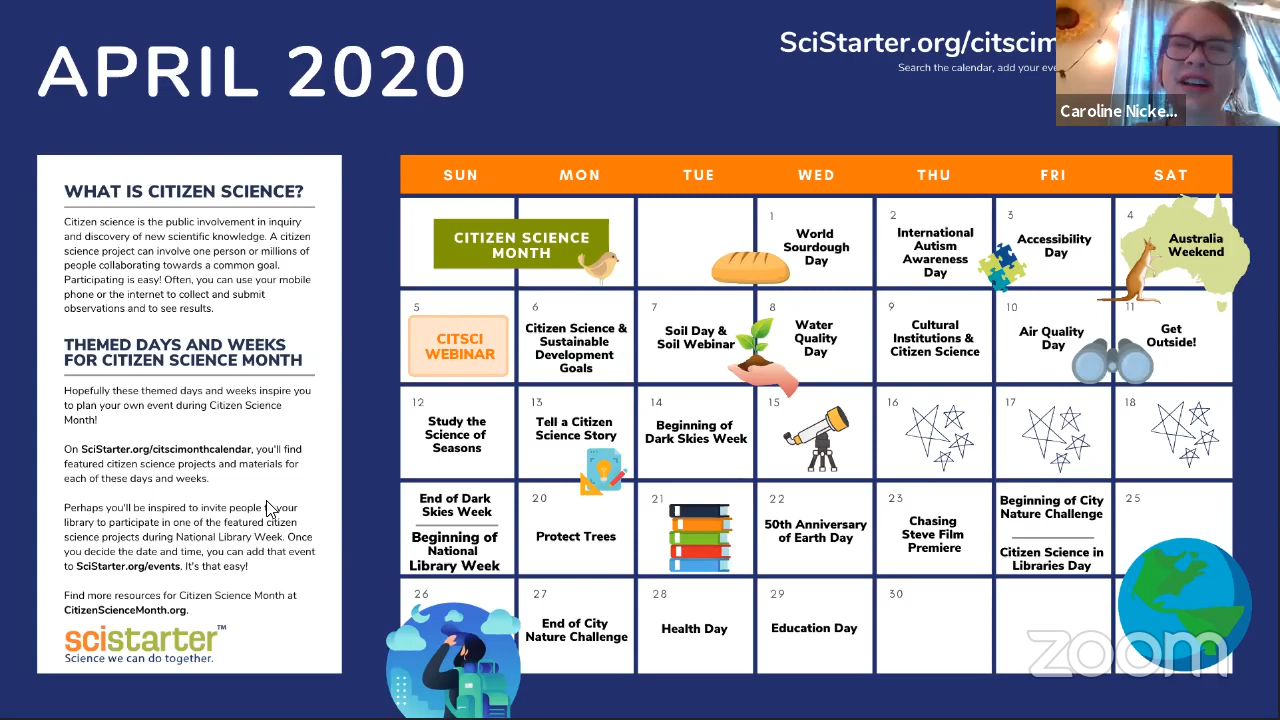 APRIL 2020
SciStarter.org/citscim
Search the calendar, add your eve
Caroline Nicke...
WHAT IS CITIZEN SCIENCE?
Citizen science is the public involvement in inquiry
and discovery of new scientific knowledge. A citizen
science project can involve one person or millions of
people collaborating towards a common goal.
Participating is easy! Often, you can use your mobile
phone or the internet to collect and submit
observations and to see results.
THEMED DAYS AND WEEKS
FOR CITIZEN SCIENCE MONTH
Hopefully these themed days and weeks inspire you
to plan your own event during Citizen Science
Month!
On SciStarter.org/citscimonthcalendar, you'll find
featured citizen science projects and materials for
each of these days and weeks.
Perhaps you'll be inspired to invite people your
library to participate in one of the featured citizen
science projects during National Library Week. Once
you decide the date and time, you can add that event
to SciStarter.org/events. It's that easy!
Find more resources for Citizen Science Month at
CitizenScienceMonth.org.
scistarter™
Science we can do together.
SUN MON TUE WED THU FRI SAT
CITIZEN SCIENCE
MONTH
1
World
Sourdough
Day
2
International
Autism
Awareness
Day
3
Accessibility
Day
4
Australia
Weekend
5
CITSCI
WEBINAR
6
Citizen Science &
Sustainable
Development
Goals
7
Soil Day &
Soil Webinar
8
Water
Quality
Day
9
Cultural
Institutions &
Citizen Science
10
Air Quality
Day
11
Get
Outside!
12
Study the
Science of
Seasons
13
Tell a Citizen
Science Story
14
Beginning of
Dark Skies Week
15
16
17
18
End of Dark
Skies Week
Beginning of
National
Library Week
20
Protect Trees
21
22
50th Anniversary
of Earth Day
23
Chasing
Steve Film
Premiere
Beginning of City
Nature Challenge
Citizen Science in
Libraries Day
25
26
27
End of City
Nature Challenge
28
Health Day
29
Education Day
30
zoom